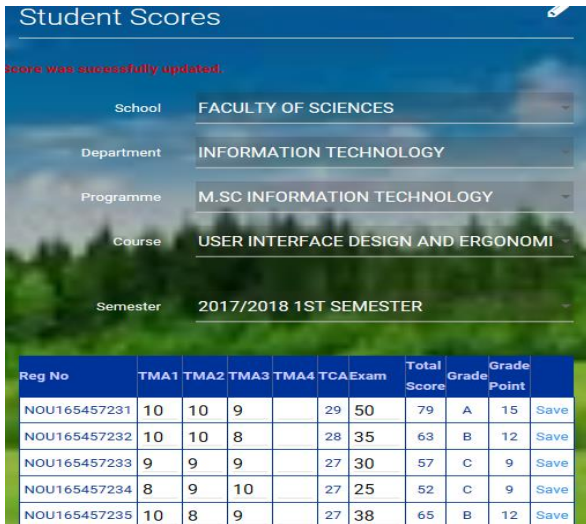 Student Scores
Score was sucessfully updated.
School FACULTY OF SCIENCES
Department INFORMATION TECHNOLOGY
Programme M.SC INFORMATION TECHNOLOGY
Course USER INTERFACE DESIGN AND ERGONOMI
Semester 2017/2018 1ST SEMESTER
Reg No TMA1 TMA2 TMA3 TMA4 TCA Exam Total Score Grade Grade Point
NOU165457231 10 10 9 29 50 79 A 15 Save
NOU165457232 10 10 8 28 35 63 B 12 Save
NOU165457233 9 9 9 27 30 57 C 9 Save
NOU165457234 8 9 10 27 25 52 C 9 Save
NOU165457235 10 8 9 27 38 65 B 12 Save